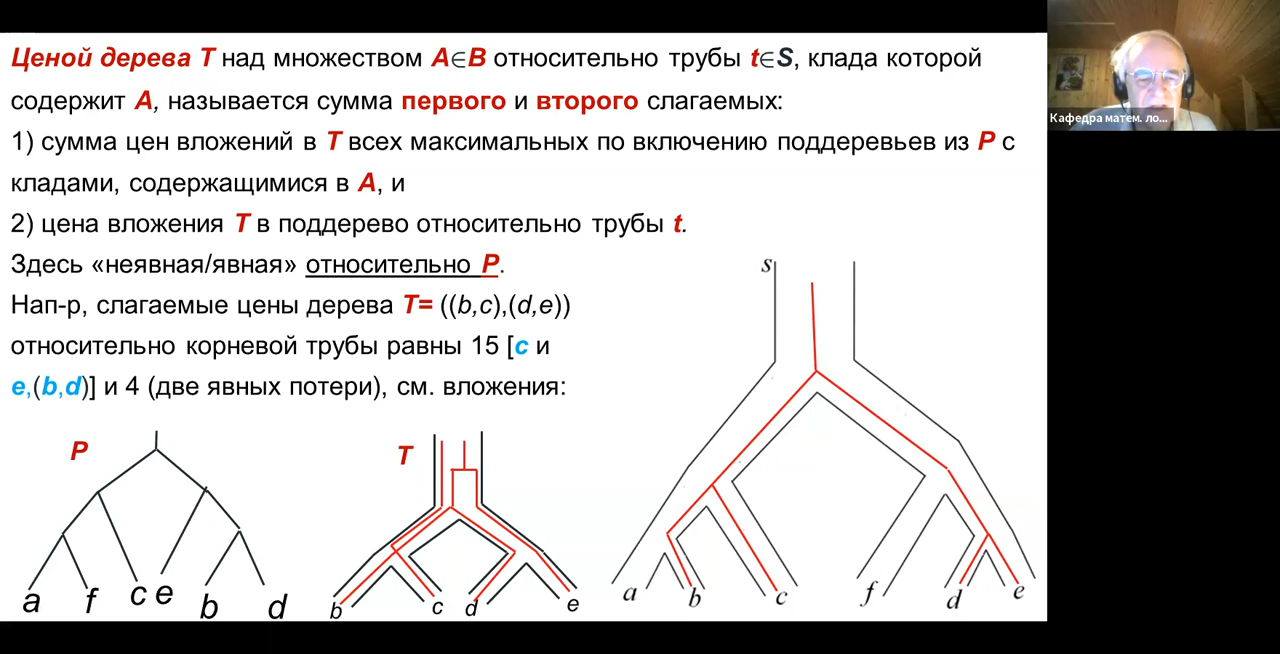 Ценой дерева T над множеством A∈B относительно трубы t∈S, клада которой
содержит A, называется сумма первого и второго слагаемых:
1) сумма цен вложений в T всех максимальных по включению поддеревьев из P с
кладами, содержащимися в A, и
2) цена вложения T в поддерево относительно трубы t.
Здесь «неявная/явная» относительно P.
Нап-р, слагаемые цены дерева T= ((b,c),(d,e))
относительно корневой трубы равны 15 [c и
e,(b,d)] и 4 (две явных потери), см. вложения:
P
a f c e b d
T
b c d e
s
a b c f d e
Кафедра матем. ло...